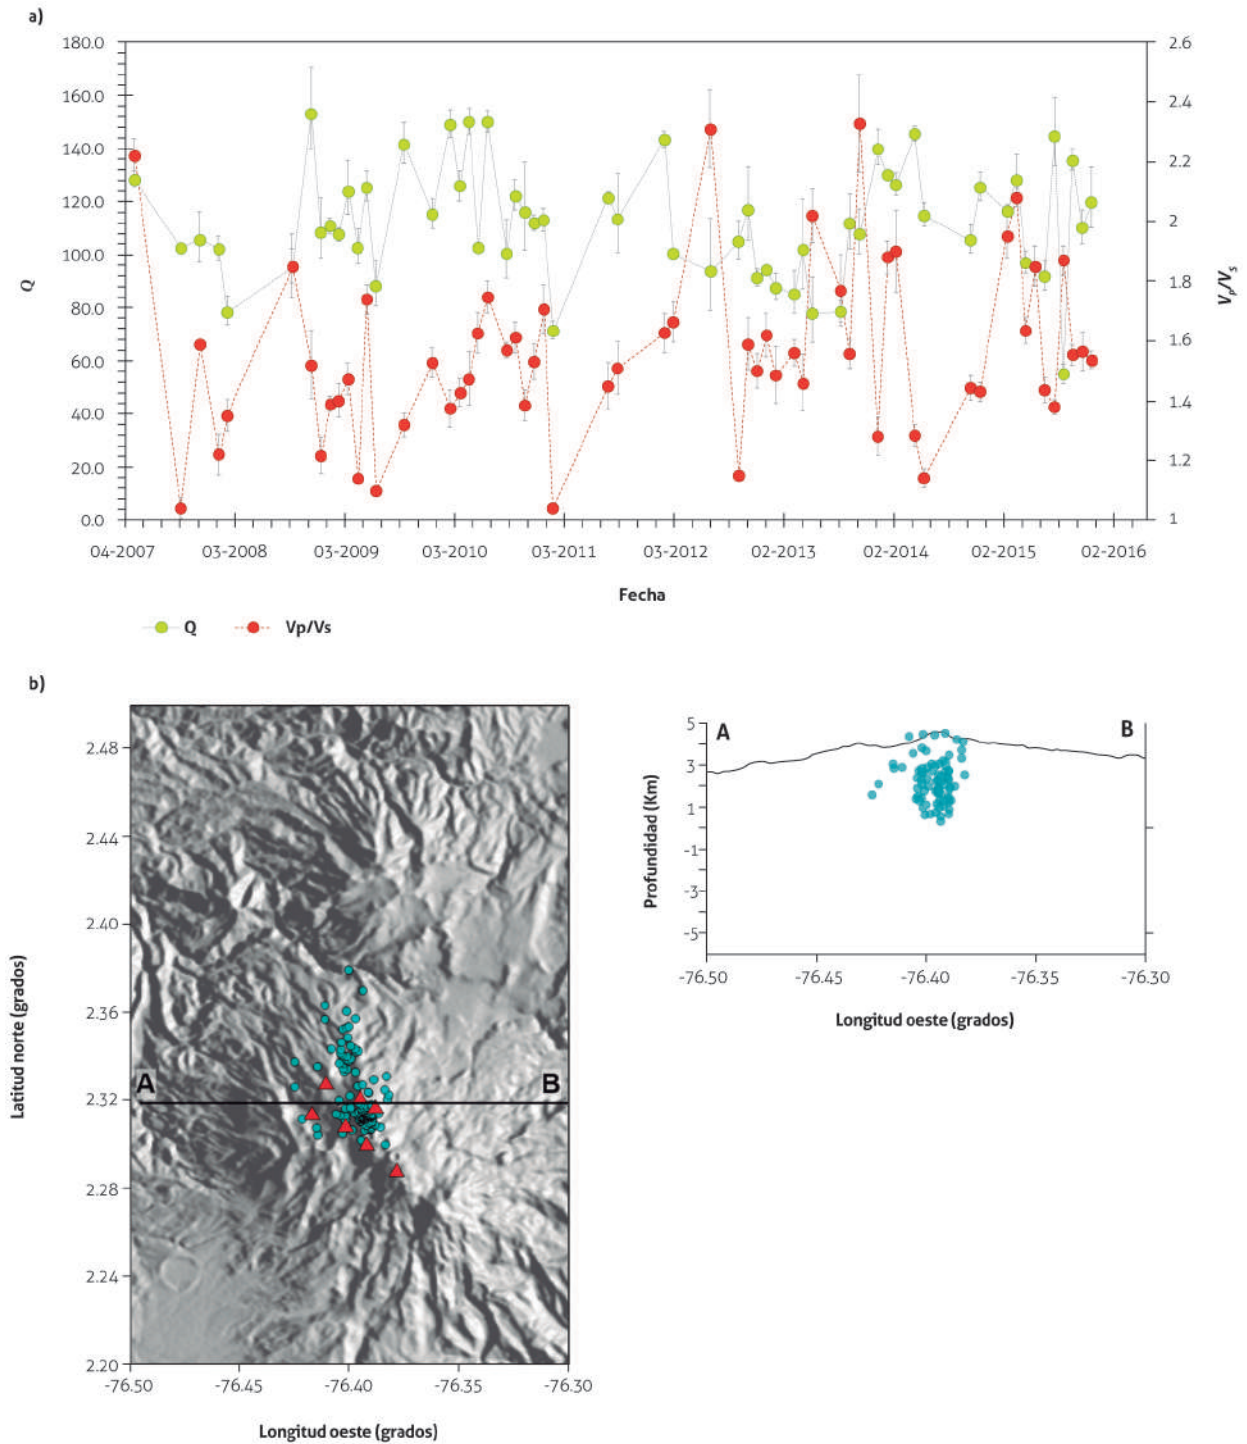 a)
180.0
160.0
140.0
120.0
100.0
80.0
60.0
40.0
20.0
0.0
Q
2.6
2.4
2.2
2
1.8
1.6
1.4
1.2
1
Vp/Vs
04-2007 03-2008 03-2009 03-2010 03-2011 03-2012 02-2013 02-2014 02-2015 02-2016
Fecha
Q Vp/Vs
b)
2.48
2.44
2.40
2.36
2.32
2.28
2.24
2.20
Latitud norte (grados)
A B
-76.50 -76.45 -76.40 -76.35 -76.30
Longitud oeste (grados)
A B
5
3
1
-1
-3
-5
Profundidad (Km)
-76.50 -76.45 -76.40 -76.35 -76.30
Longitud oeste (grados)